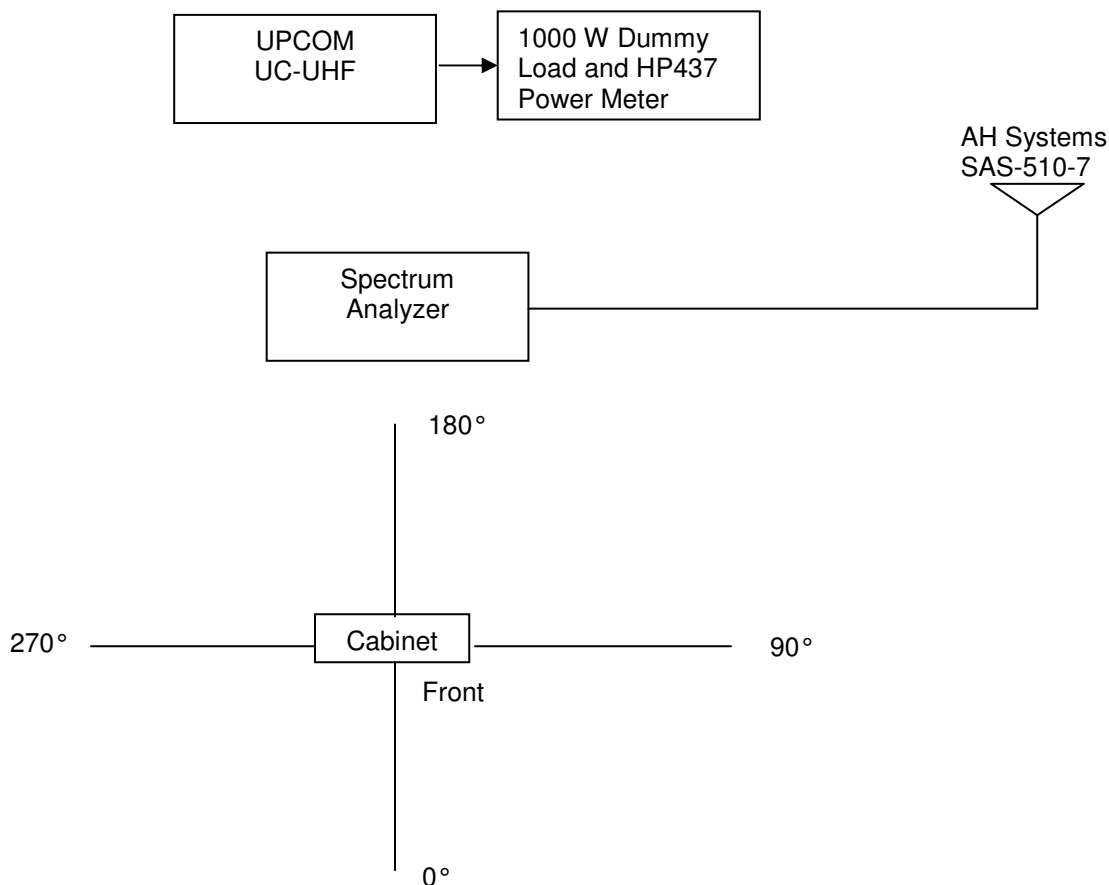 UPCOM
UC-UHF
1000 W Dummy
Load and HP437
Power Meter
AH Systems
SAS-510-7
Spectrum
Analyzer
180°
270°
Cabinet
90°
Front
0°